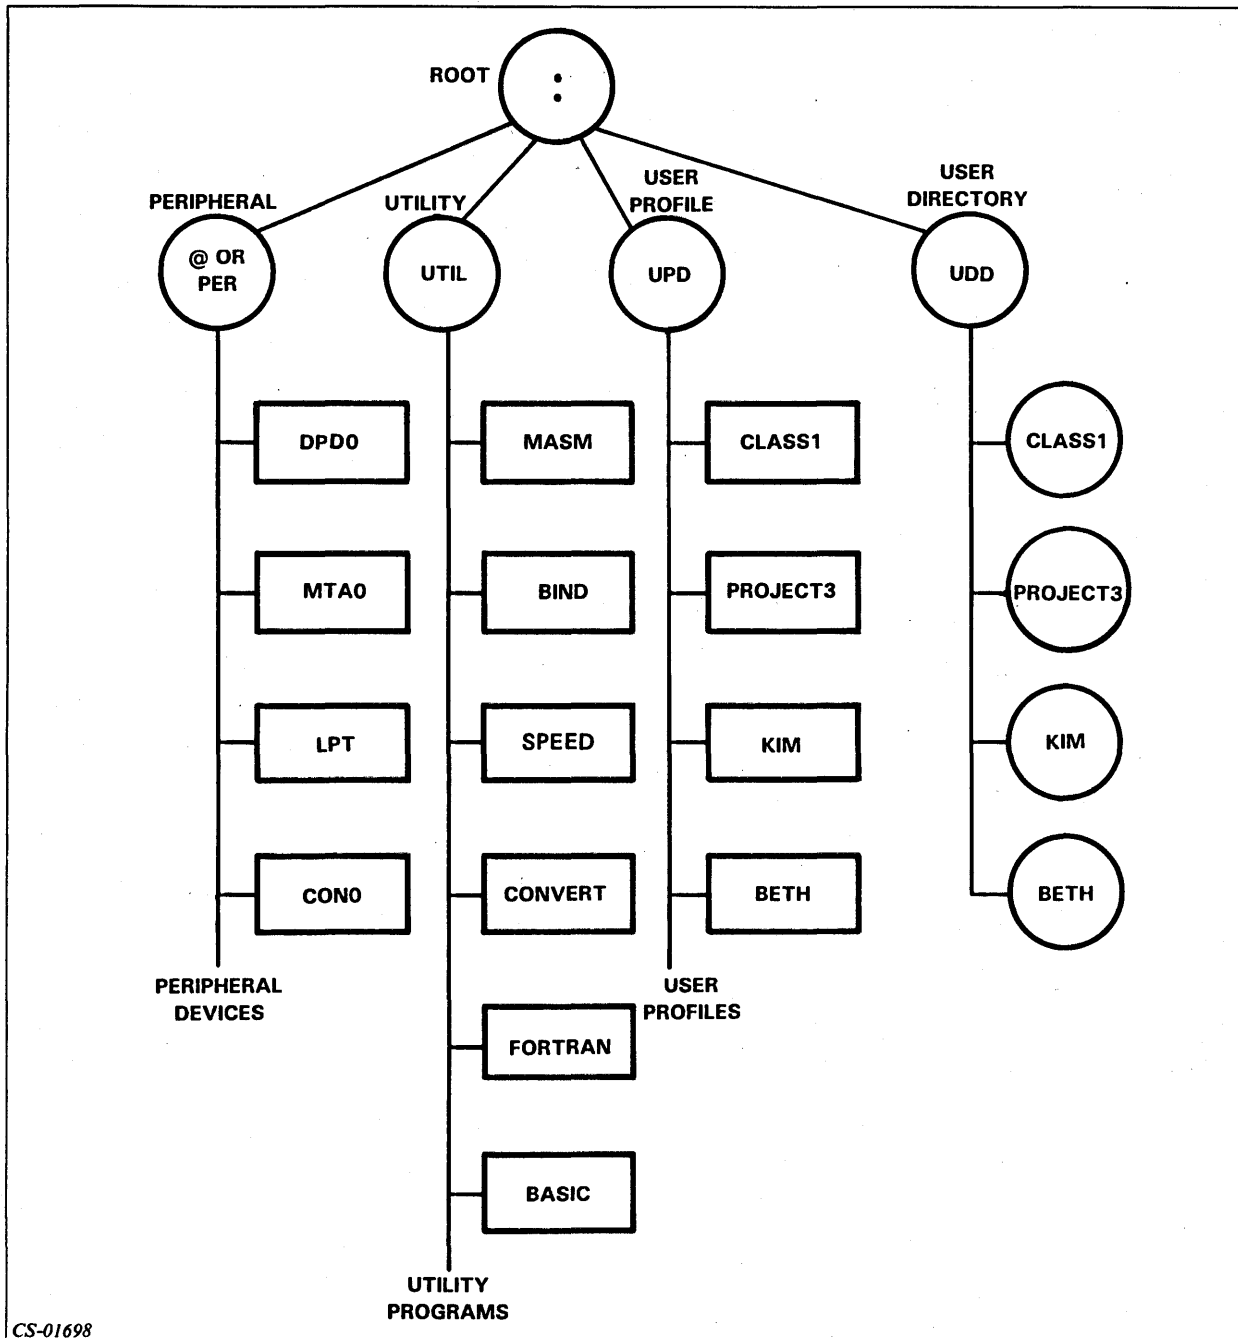 ROOT
:
PERIPHERAL
UTILITY
USER
PROFILE
USER
DIRECTORY
@ OR
PER
UTIL
UPD
UDD
DPD0
MASM
CLASS1
CLASS1
MTA0
BIND
PROJECT3
PROJECT3
LPT
SPEED
KIM
KIM
CON0
CONVERT
BETH
BETH
PERIPHERAL
DEVICES
USER
PROFILES
FORTRAN
BASIC
UTILITY
PROGRAMS
CS-01698